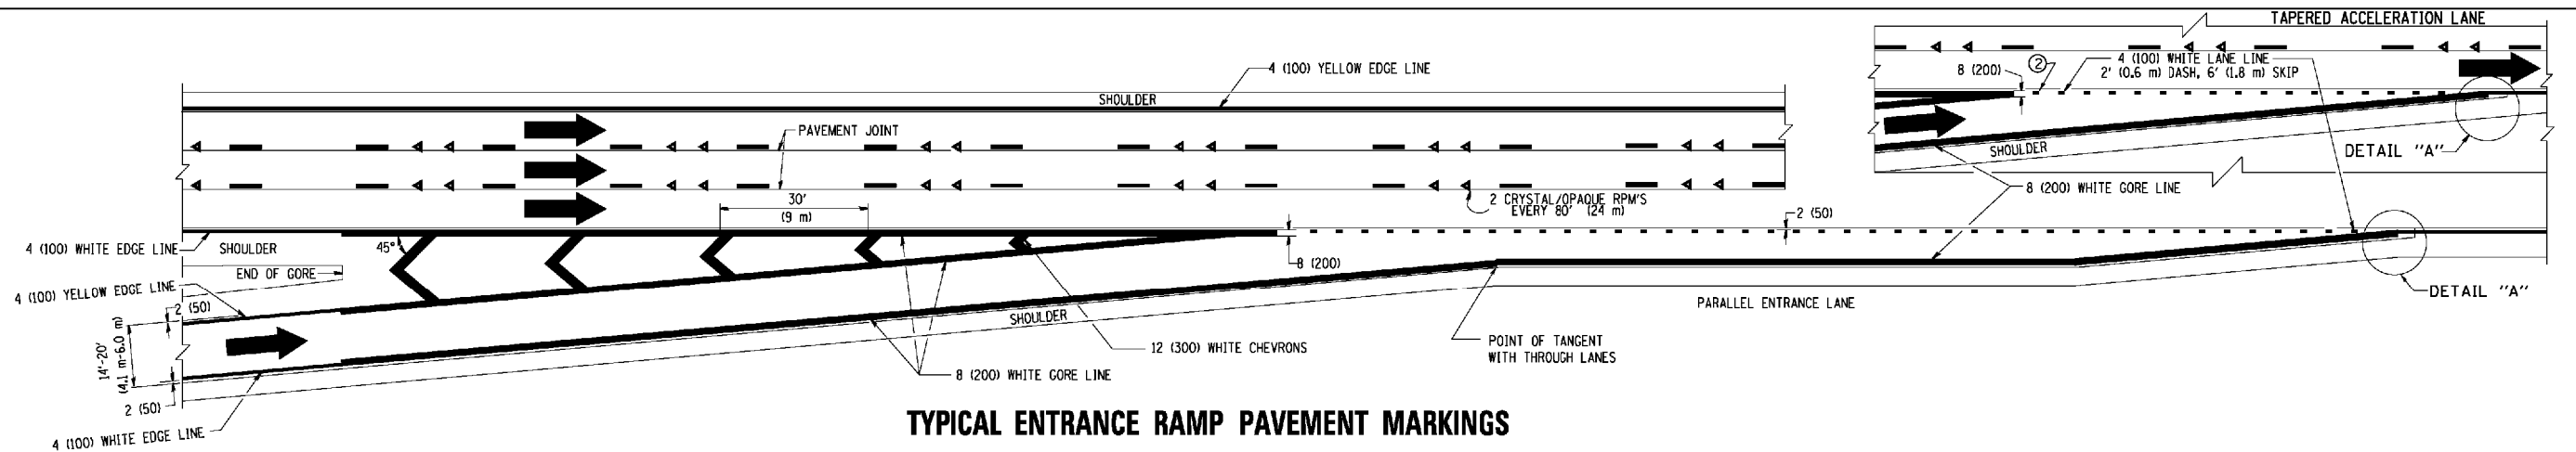 TAPERED ACCELERATION LANE
4 (100) YELLOW EDGE LINE
8 (200)
2
4 (100) WHITE LANE LINE
2' (0.6 m) DASH, 6' (1.8 m) SKIP
SHOULDER
PAVEMENT JOINT
SHOULDER
DETAIL "A"
8 (200) WHITE GORE LINE
30'
(9 m)
2 CRYSTAL/OPAQUE RPM'S
EVERY 80' (24 m)
2 (50)
4 (100) WHITE EDGE LINE
SHOULDER
45°
END OF GORE
8 (200)
4 (100) YELLOW EDGE LINE
2 (50)
DETAIL "A"
PARALLEL ENTRANCE LANE
SHOULDER
14'-20'
(4.1 m-6.0 m)
12 (300) WHITE CHEVRONS
POINT OF TANGENT
WITH THROUGH LANES
8 (200) WHITE GORE LINE
2 (50)
4 (100) WHITE EDGE LINE
TYPICAL ENTRANCE RAMP PAVEMENT MARKINGS